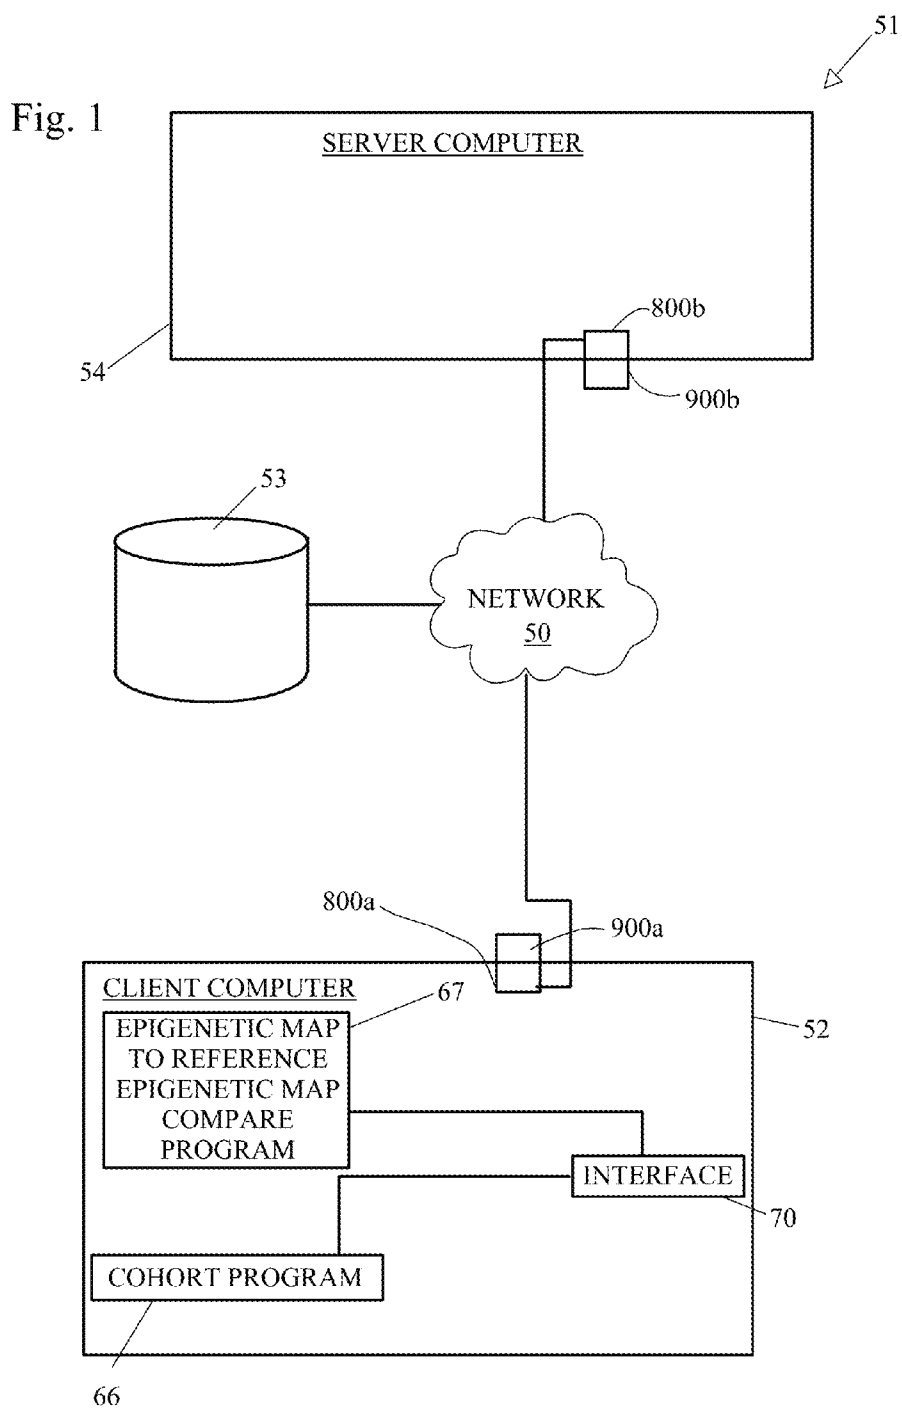 51
Fig. 1
SERVER COMPUTER
800b
54
900b
53
NETWORK
50
800a
900a
CLIENT COMPUTER
67
EPIGENETIC MAP
TO REFERENCE
EPIGENETIC MAP
COMPARE
PROGRAM
52
INTERFACE
70
COHORT PROGRAM
66